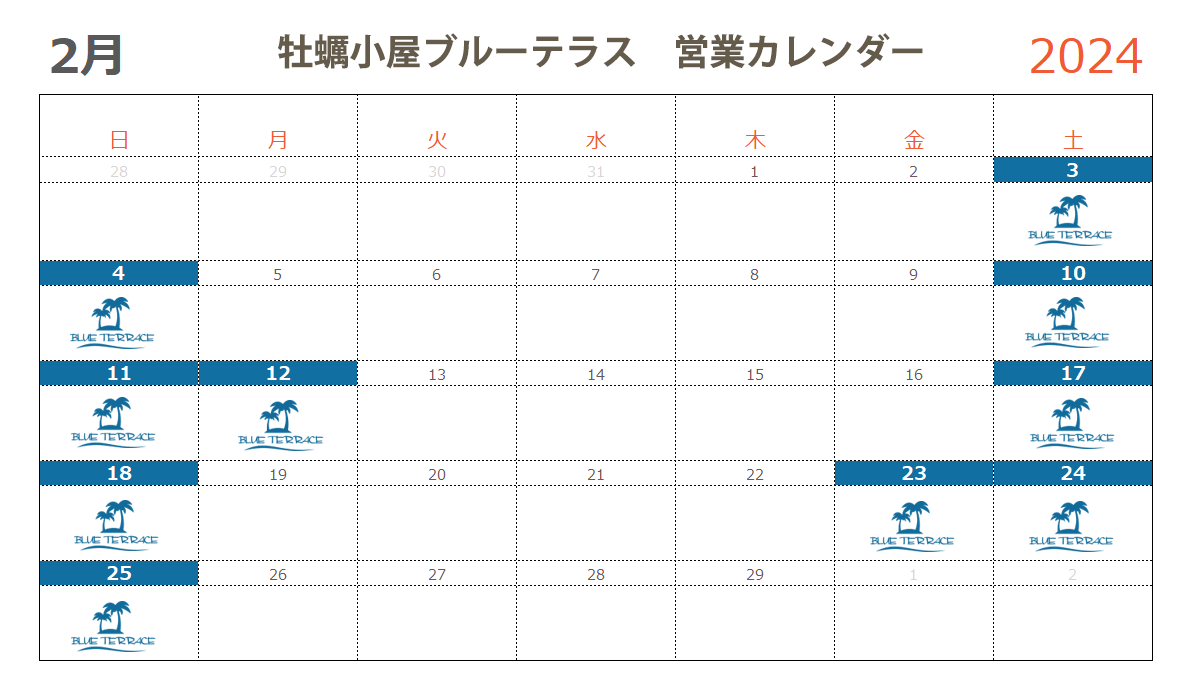 2月 牡蠣小屋ブルーテラス 営業カレンダー 2024
日 月 火 水 木 金 土
28 29 30 31 1 2 3
BLUE TERRACE
4 5 6 7 8 9 10
BLUE TERRACE BLUE TERRACE
11 12 13 14 15 16 17
BLUE TERRACE BLUE TERRACE BLUE TERRACE
18 19 20 21 22 23 24
BLUE TERRACE BLUE TERRACE BLUE TERRACE
25 26 27 28 29 1 2
BLUE TERRACE